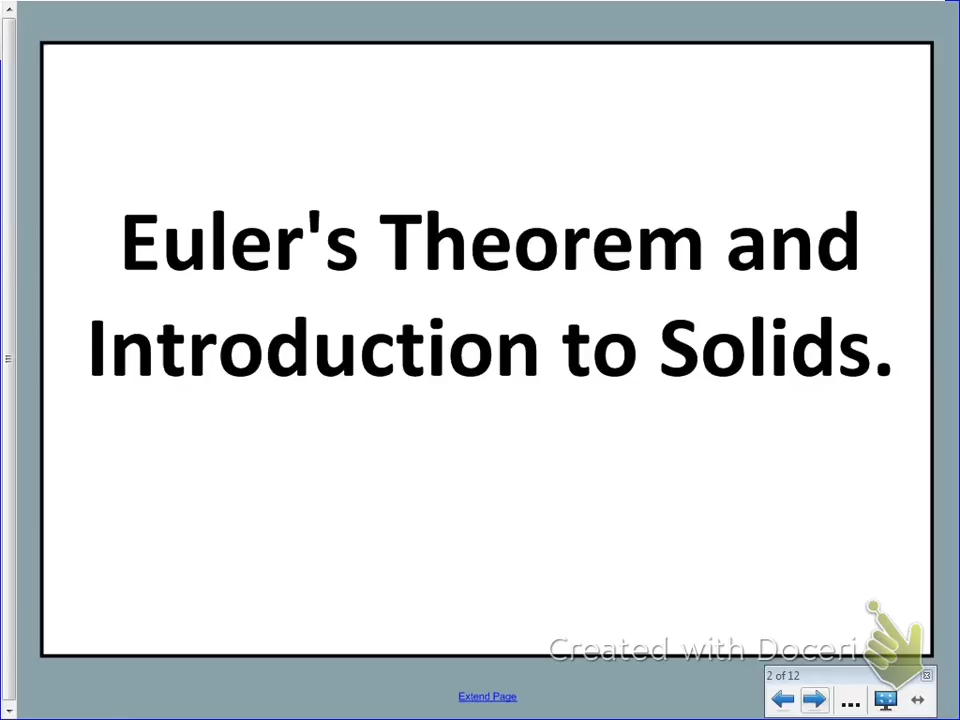 Euler's Theorem and
Introduction to Solids.
Created with Doceri
2 of 12
Extend Page